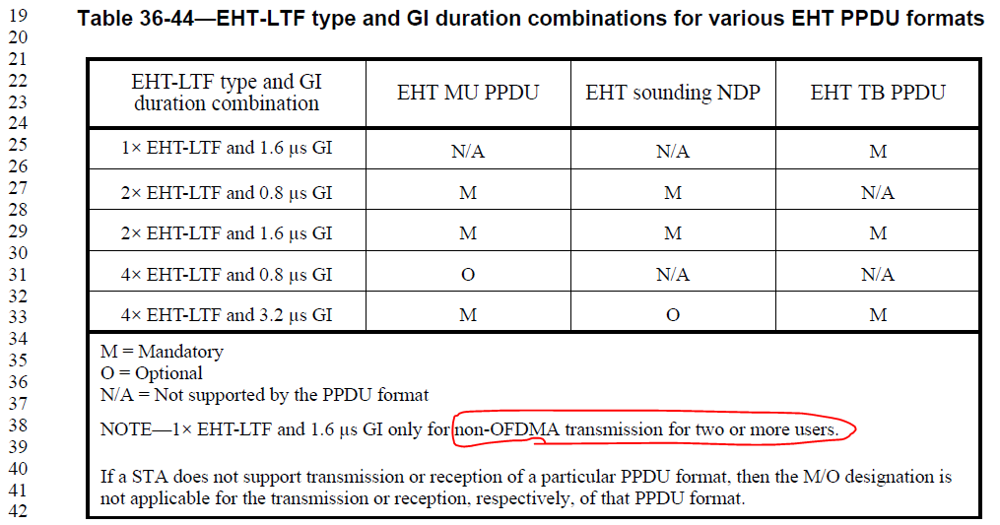 19
Table 36-44—EHT-LTF type and GI duration combinations for various EHT PPDU formats
20
21
22
23
24
25
26
27
28
29
30
31
32
33
34
35
36
37
38
39
40
41
42
EHT-LTF type and GI duration combination	EHT MU PPDU	EHT sounding NDP	EHT TB PPDU
1× EHT-LTF and 1.6 µs GI	N/A	N/A	M
2× EHT-LTF and 0.8 µs GI	M	M	N/A
2× EHT-LTF and 1.6 µs GI	M	M	M
4× EHT-LTF and 0.8 µs GI	O	N/A	N/A
4× EHT-LTF and 3.2 µs GI	M	O	M
M = Mandatory
O = Optional
N/A = Not supported by the PPDU format
NOTE—1× EHT-LTF and 1.6 µs GI only for non-OFDMA transmission for two or more users.
If a STA does not support transmission or reception of a particular PPDU format, then the M/O designation is
not applicable for the transmission or reception, respectively, of that PPDU format.